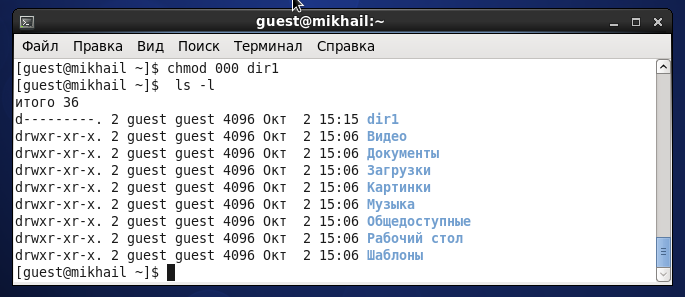 guest@mikhail:~
Файл Правка Вид Поиск Терминал Справка
[guest@mikhail ~]$ chmod 000 dir1
[guest@mikhail ~]$  ls -l
итого 36
d---------. 2 guest guest 4096 Окт  2 15:15 dir1
drwxr-xr-x. 2 guest guest 4096 Окт  2 15:06 Видео
drwxr-xr-x. 2 guest guest 4096 Окт  2 15:06 Документы
drwxr-xr-x. 2 guest guest 4096 Окт  2 15:06 Загрузки
drwxr-xr-x. 2 guest guest 4096 Окт  2 15:06 Картинки
drwxr-xr-x. 2 guest guest 4096 Окт  2 15:06 Музыка
drwxr-xr-x. 2 guest guest 4096 Окт  2 15:06 Общедоступные
drwxr-xr-x. 2 guest guest 4096 Окт  2 15:06 Рабочий стол
drwxr-xr-x. 2 guest guest 4096 Окт  2 15:06 Шаблоны
[guest@mikhail ~]$